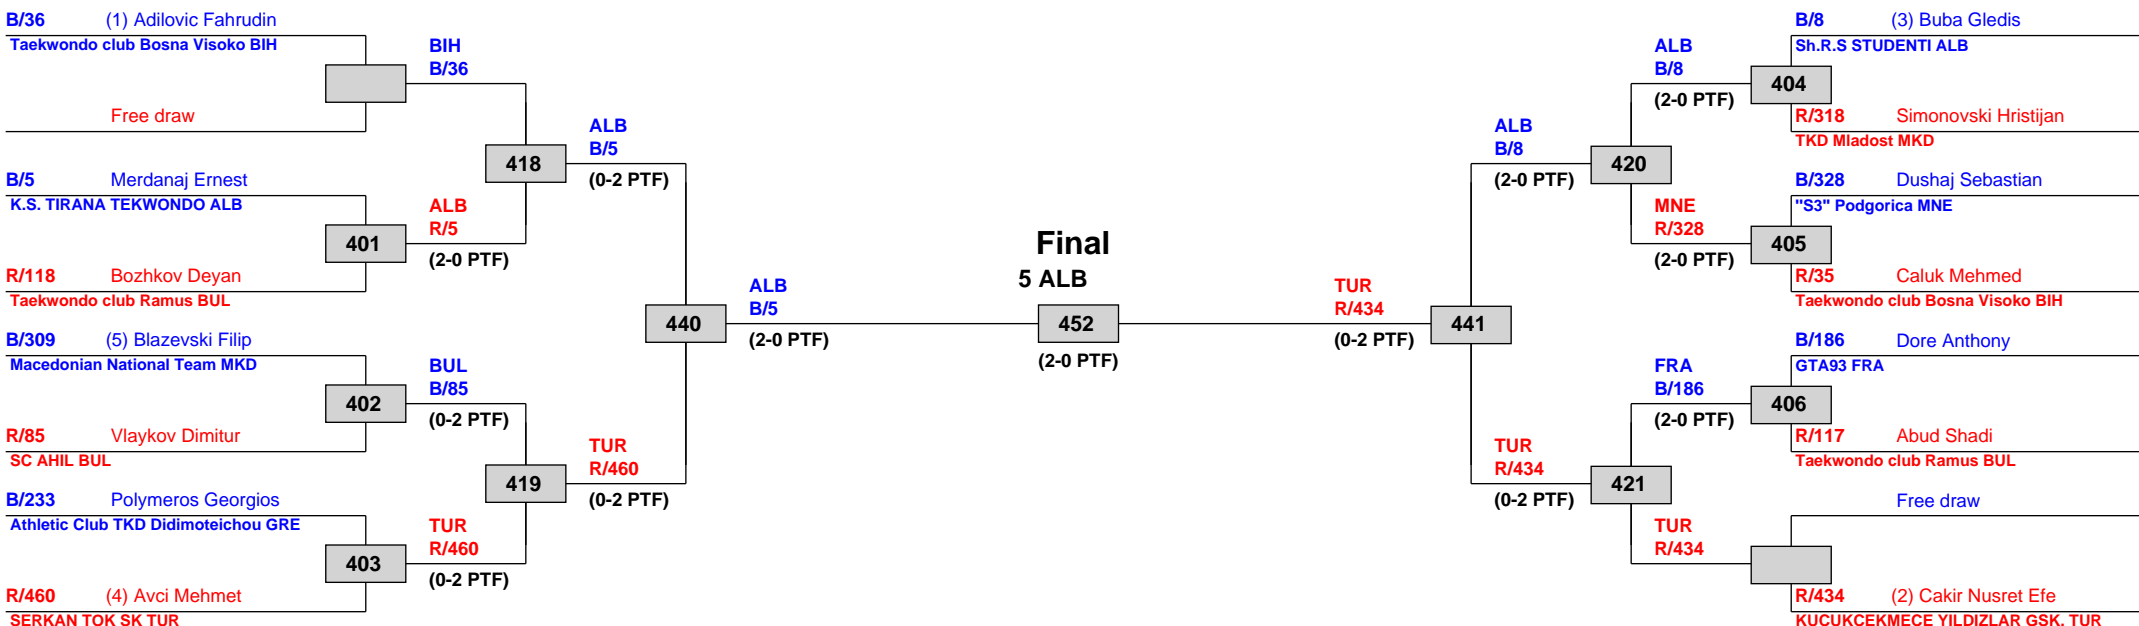 B/36 (1) Adilovic Fahrudin
Taekwondo club Bosna Visoko BIH
Free draw
B/5 Merdanaj Ernest
K.S. TIRANA TEKWONDO ALB
401
R/118 Bozhkov Deyan
Taekwondo club Ramus BUL
B/309 (5) Blazevski Filip
Macedonian National Team MKD
402
R/85 Vlaykov Dimitur
SC AHIL BUL
B/233 Polymeros Georgios
Athletic Club TKD Didimoteichou GRE
403
R/460 (4) Avci Mehmet
SERKAN TOK SK TUR
BIH
B/36
418
ALB
R/5
(2-0 PTF)
BUL
B/85
(0-2 PTF)
419
TUR
R/460
(0-2 PTF)
ALB
B/5
(0-2 PTF)
440
TUR
R/460
(0-2 PTF)
ALB
B/5
(2-0 PTF)
Final
5 ALB
452
(2-0 PTF)
TUR
R/434
(0-2 PTF)
441
ALB
B/8
(2-0 PTF)
TUR
R/434
(0-2 PTF)
ALB
B/8
(2-0 PTF)
420
MNE
R/328
(2-0 PTF)
FRA
B/186
(2-0 PTF)
421
TUR
R/434
B/8 (3) Buba Gledis
Sh.R.S STUDENTI ALB
404
R/318 Simonovski Hristijan
TKD Mladost MKD
B/328 Dushaj Sebastian
"S3" Podgorica MNE
405
R/35 Caluk Mehmed
Taekwondo club Bosna Visoko BIH
B/186 Dore Anthony
GTA93 FRA
406
R/117 Abud Shadi
Taekwondo club Ramus BUL
Free draw
R/434 (2) Cakir Nusret Efe
KUCUKCEKMECE YILDIZLAR GSK. TUR